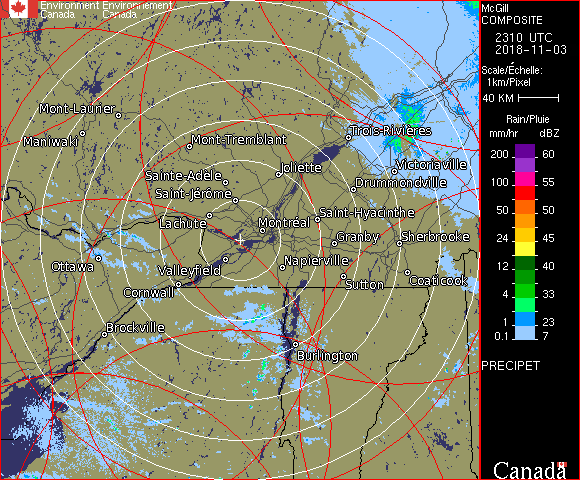 Environment Environnement
Canada Canada
McGill
COMPOSITE
2310 UTC
2018-11-03
Scale/Échelle:
1km/Pixel
40 KM
Rain/Pluie
mm/hr dBZ
200 60
100 55
50 50
24 45
12 40
4 33
1 23
0.1 7
PRECIPET
Canada
Mont-Laurier
Maniwaki
Mont-Tremblant
Trois-Rivières
Victoriaville
Joliette
Sainte-Adèle
Drummondville
Saint-Jérôme
Lachute
Saint-Hyacinthe
Montréal
Granby
Sherbrooke
Ottawa
Valleyfield
Napierville
Cornwall
Sutton
Coaticook
Brockville
Burlington